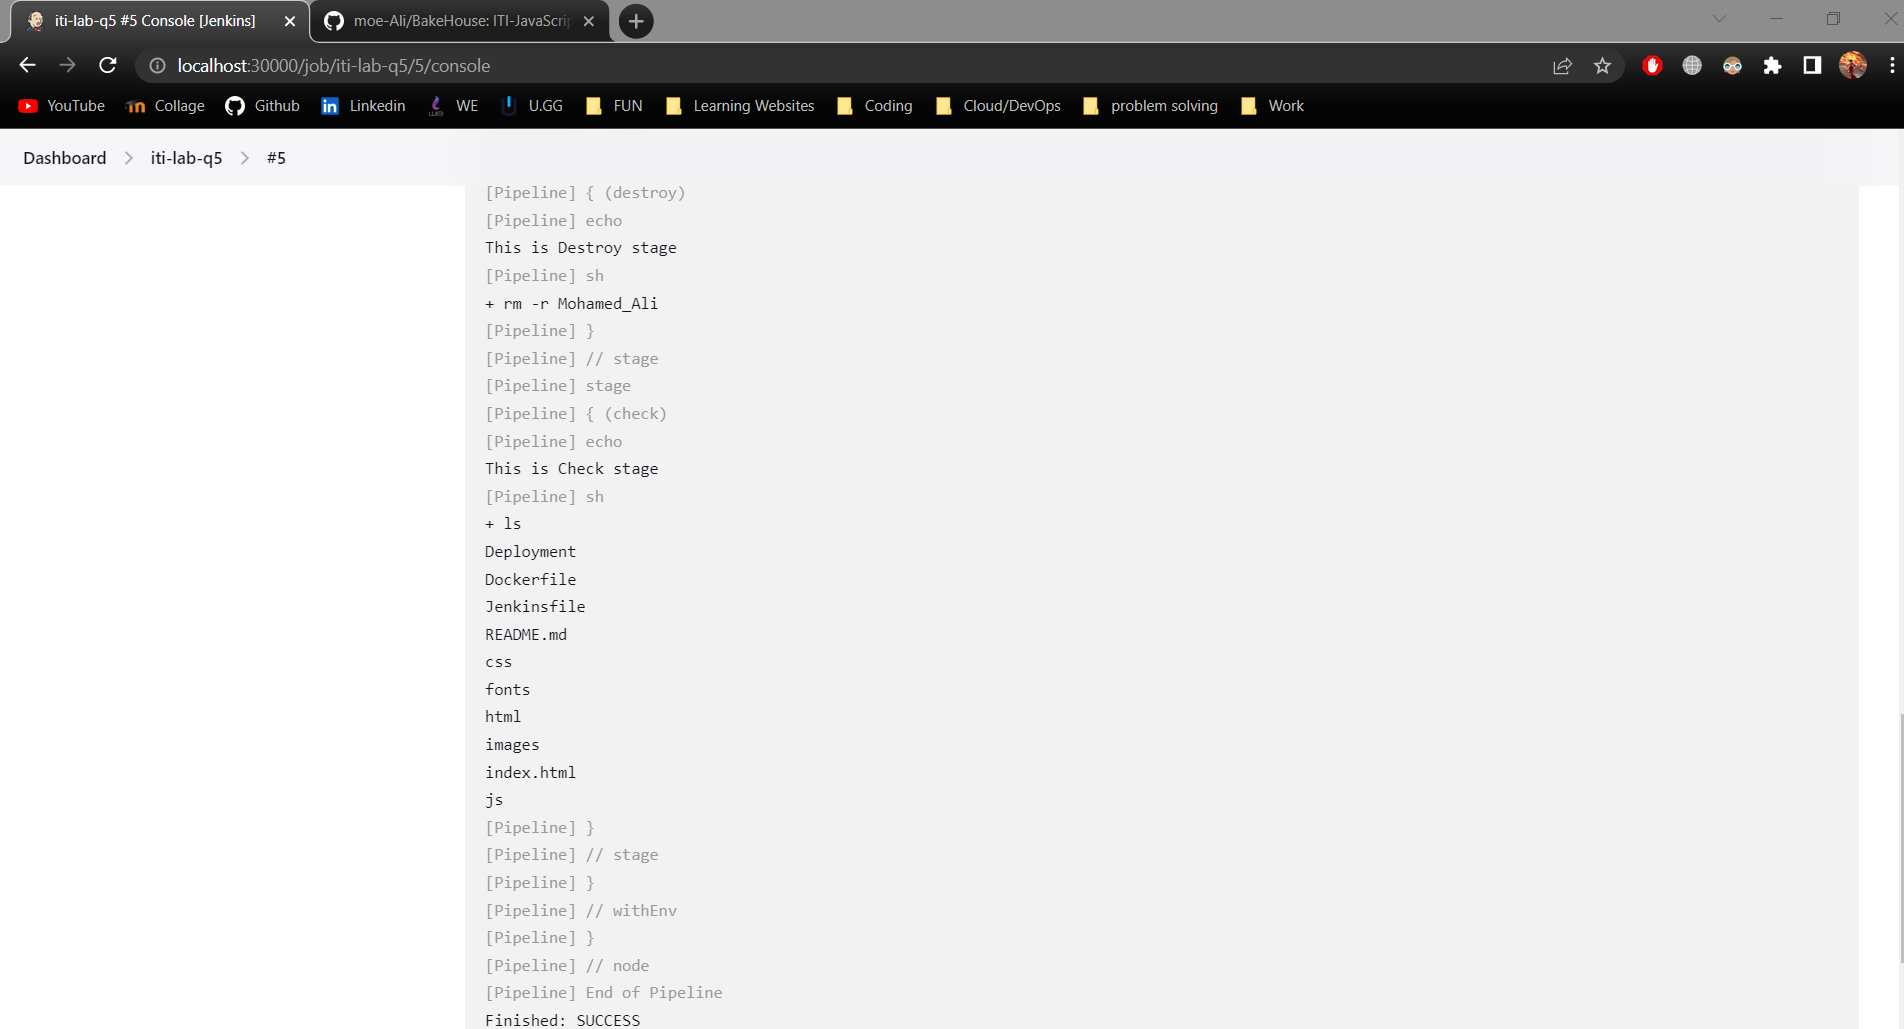 iti-lab-q5 #5 Console [Jenkins]
moe-Ali/BakeHouse: ITI-JavaScrip
localhost:30000/job/iti-lab-q5/5/console
YouTube Collage Github Linkedin WE U.GG FUN Learning Websites Coding Cloud/DevOps problem solving Work
Dashboard iti-lab-q5 #5
[Pipeline] { (destroy)
[Pipeline] echo
This is Destroy stage
[Pipeline] sh
+ rm -r Mohamed_Ali
[Pipeline] }
[Pipeline] // stage
[Pipeline] stage
[Pipeline] { (check)
[Pipeline] echo
This is Check stage
[Pipeline] sh
+ ls
Deployment
Dockerfile
Jenkinsfile
README.md
css
fonts
html
images
index.html
js
[Pipeline] }
[Pipeline] // stage
[Pipeline] }
[Pipeline] // withEnv
[Pipeline] }
[Pipeline] // node
[Pipeline] End of Pipeline
Finished: SUCCESS